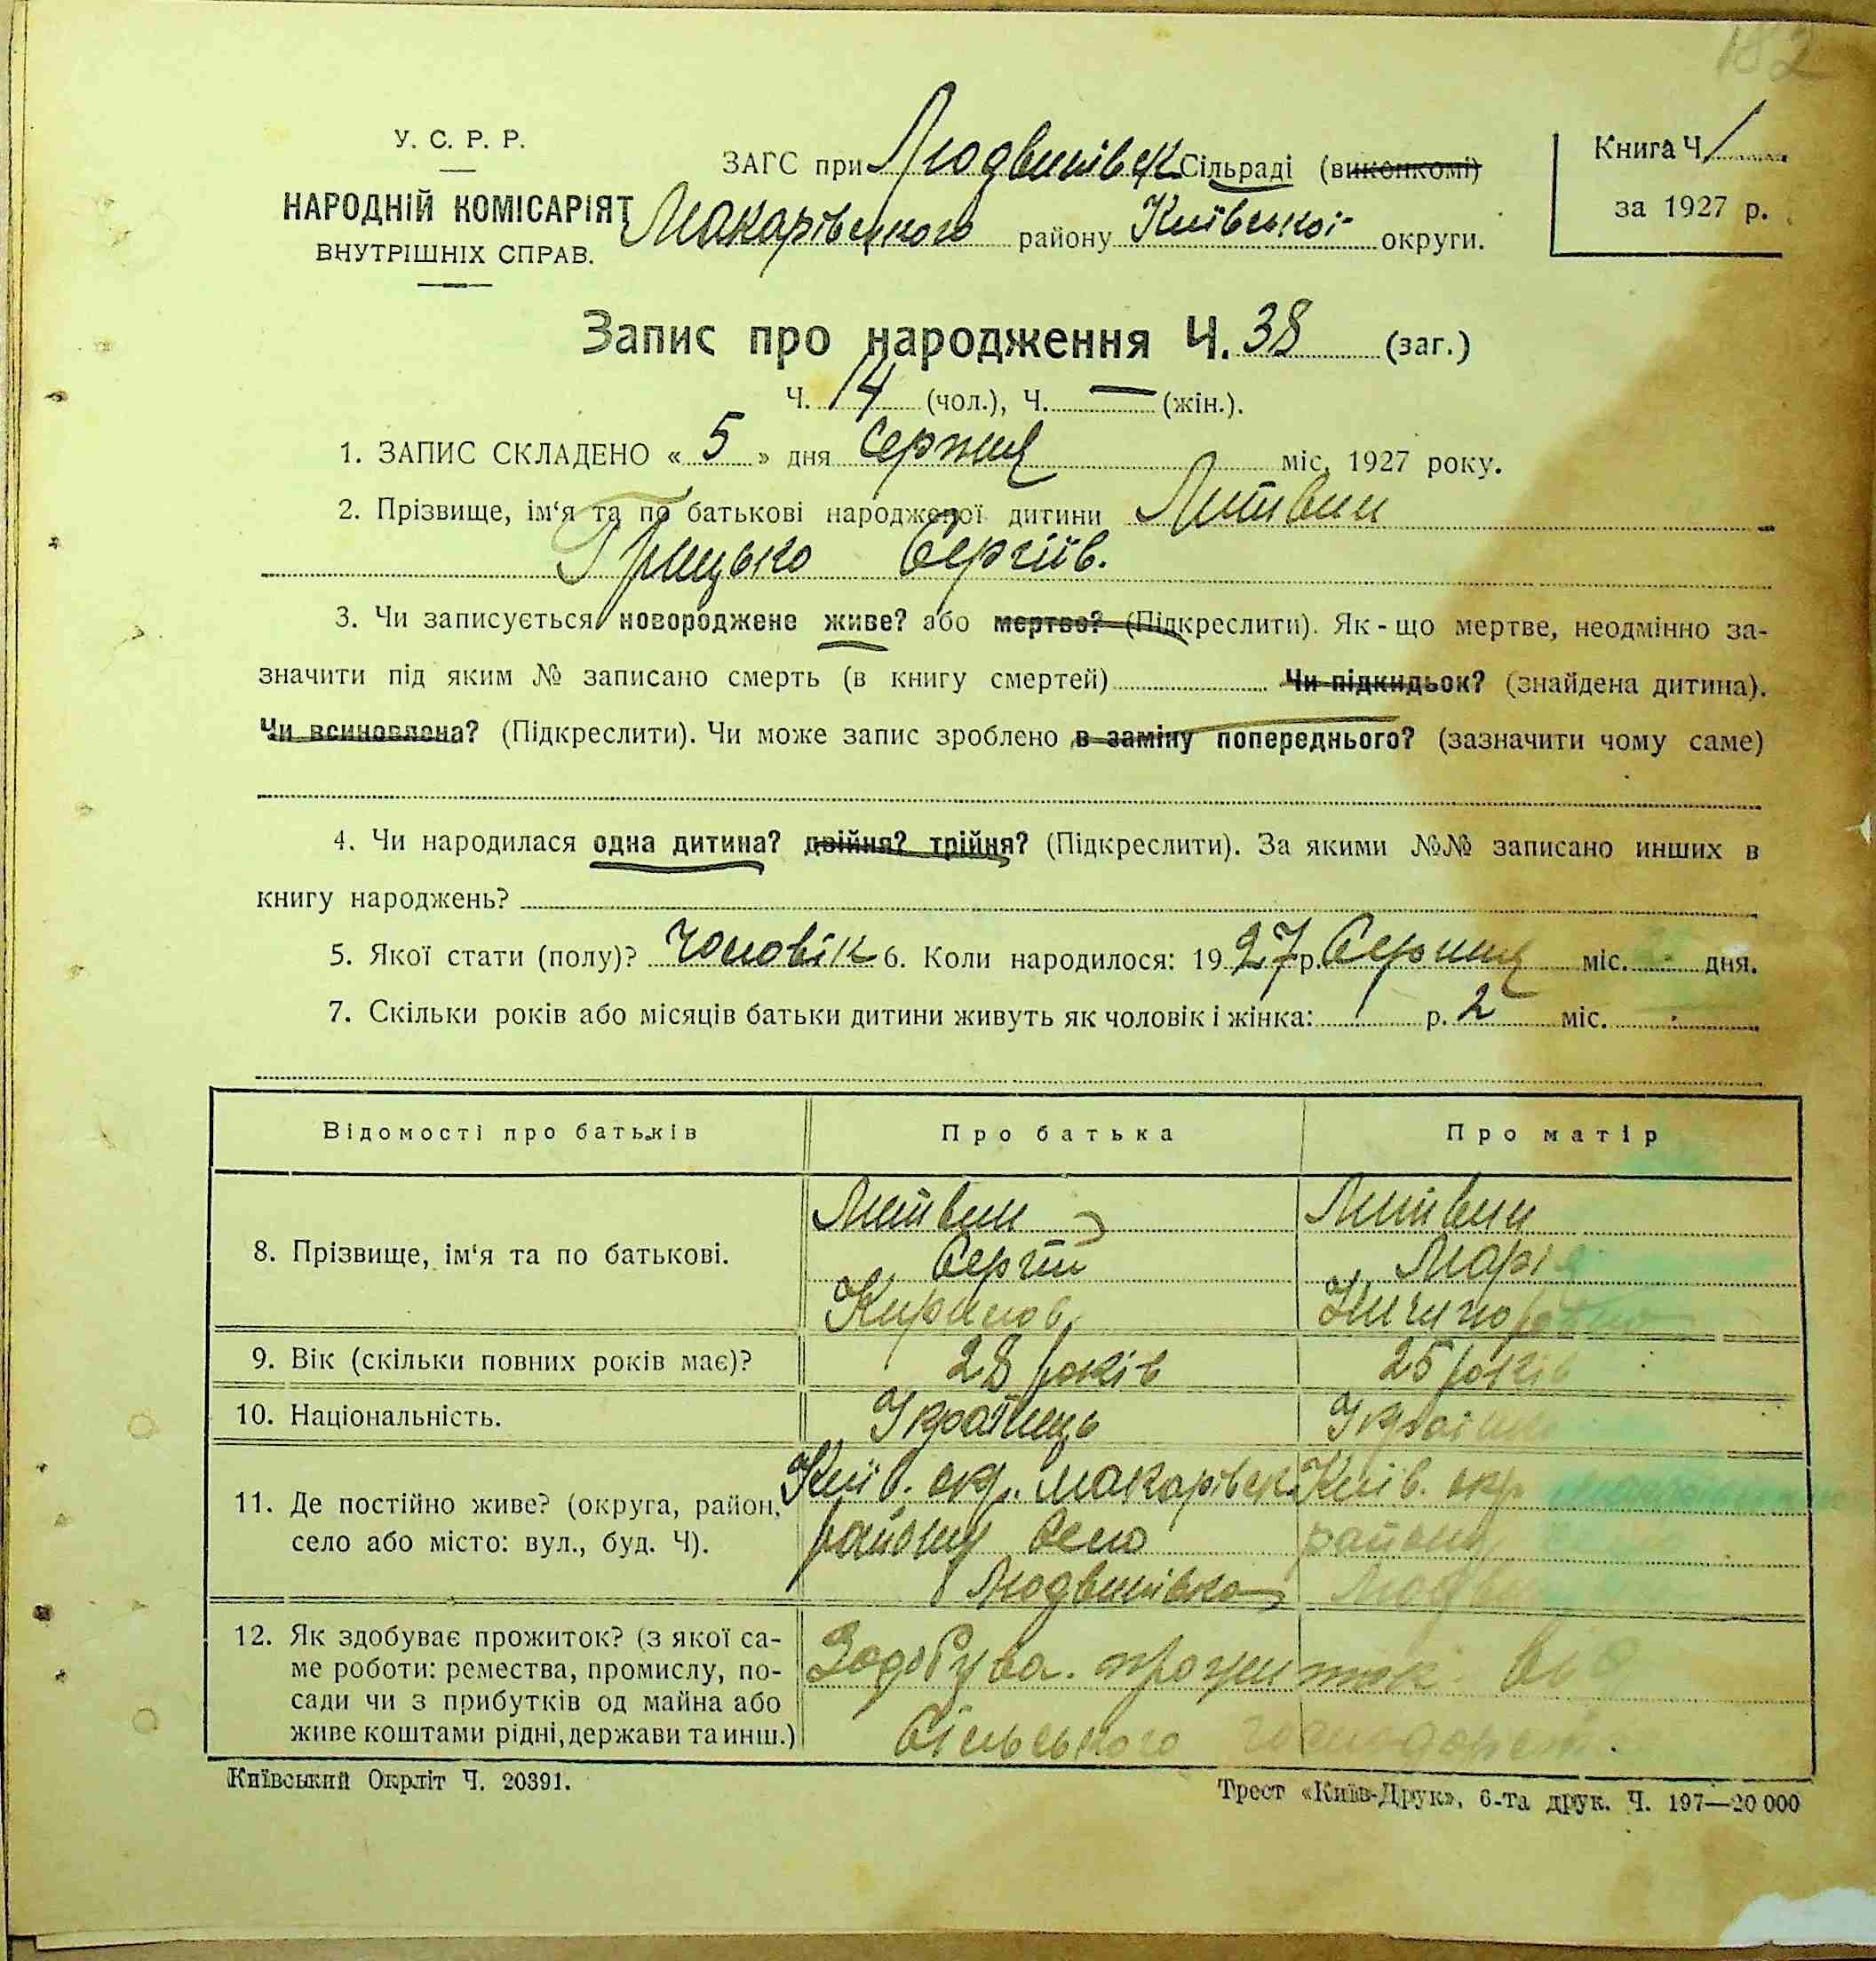 182
У. С. Р. Р.
НАРОДНІЙ КОМІСАРІЯТ
ВНУТРІШНІХ СПРАВ.
ЗАГС при Людвинівск Сільраді (виконкомі)
Макарівського району Київської округи.
Книга Ч 1
за 1927 р.
Запис про народження Ч. 38 (заг.)
Ч. 14 (чол.), Ч. — (жін.).
1. ЗАПИС СКЛАДЕНО « 5 » дня Серпня міс. 1927 року.
2. Прізвище, ім‘я та по батькові народженої дитини Литвин
Грицько Сергіїв.
3. Чи записується новороджене живе? або мертве? (Підкреслити). Як - що мертве, неодмінно за-
значити під яким № записано смерть (в книгу смертей) Чи підкидьок? (знайдена дитина).
Чи всиновлена? (Підкреслити). Чи може запис зроблено в заміну попереднього? (зазначити чому саме)
4. Чи народилася одна дитина? двійня? трійня? (Підкреслити). За якими №№ записано инших в
книгу народжень?
5. Якої стати (полу)? Чоловік 6. Коли народилося: 1927 р. Серпня міс. дня.
7. Скільки років або місяців батьки дитини живуть як чоловік і жінка: р. 2 міс.
Відомості про батьків Про батька Про матір
8. Прізвище, ім‘я та по батькові.
Литвин Литвин
Сергій Марія
Кирилов
9. Вік (скільки повних років має)? 28 років 25 років
10. Національність. Українець
11. Де постійно живе? (округа, район,
село або місто: вул., буд. Ч).
Київ. окр. Макарівск Київ. окр
району село району
Людвинівка
12. Як здобуває прожиток? (з якої са-
ме роботи: ремества, промислу, по-
сади чи з прибутків од майна або
живе коштами рідні, держави та инш.)
Здобува. прожиток від
Сільського господарст.
Київський Окрліт Ч. 20391.
Трест «Київ-Друк», 6-та друк. Ч. 197—20 000